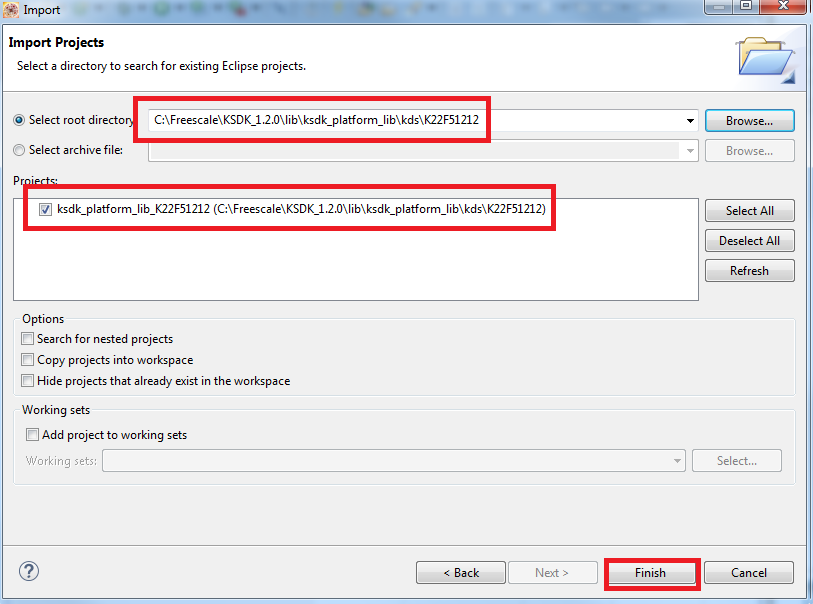 Import
Import Projects
Select a directory to search for existing Eclipse projects.
Select root directory C:\Freescale\KSDK_1.2.0\lib\ksdk_platform_lib\kds\K22F51212 Browse...
Select archive file: Browse...
Projects:
ksdk_platform_lib_K22F51212 (C:\Freescale\KSDK_1.2.0\lib\ksdk_platform_lib\kds\K22F51212) Select All
Deselect All
Refresh
Options
Search for nested projects
Copy projects into workspace
Hide projects that already exist in the workspace
Working sets
Add project to working sets
Working sets: Select...
? < Back Next > Finish Cancel